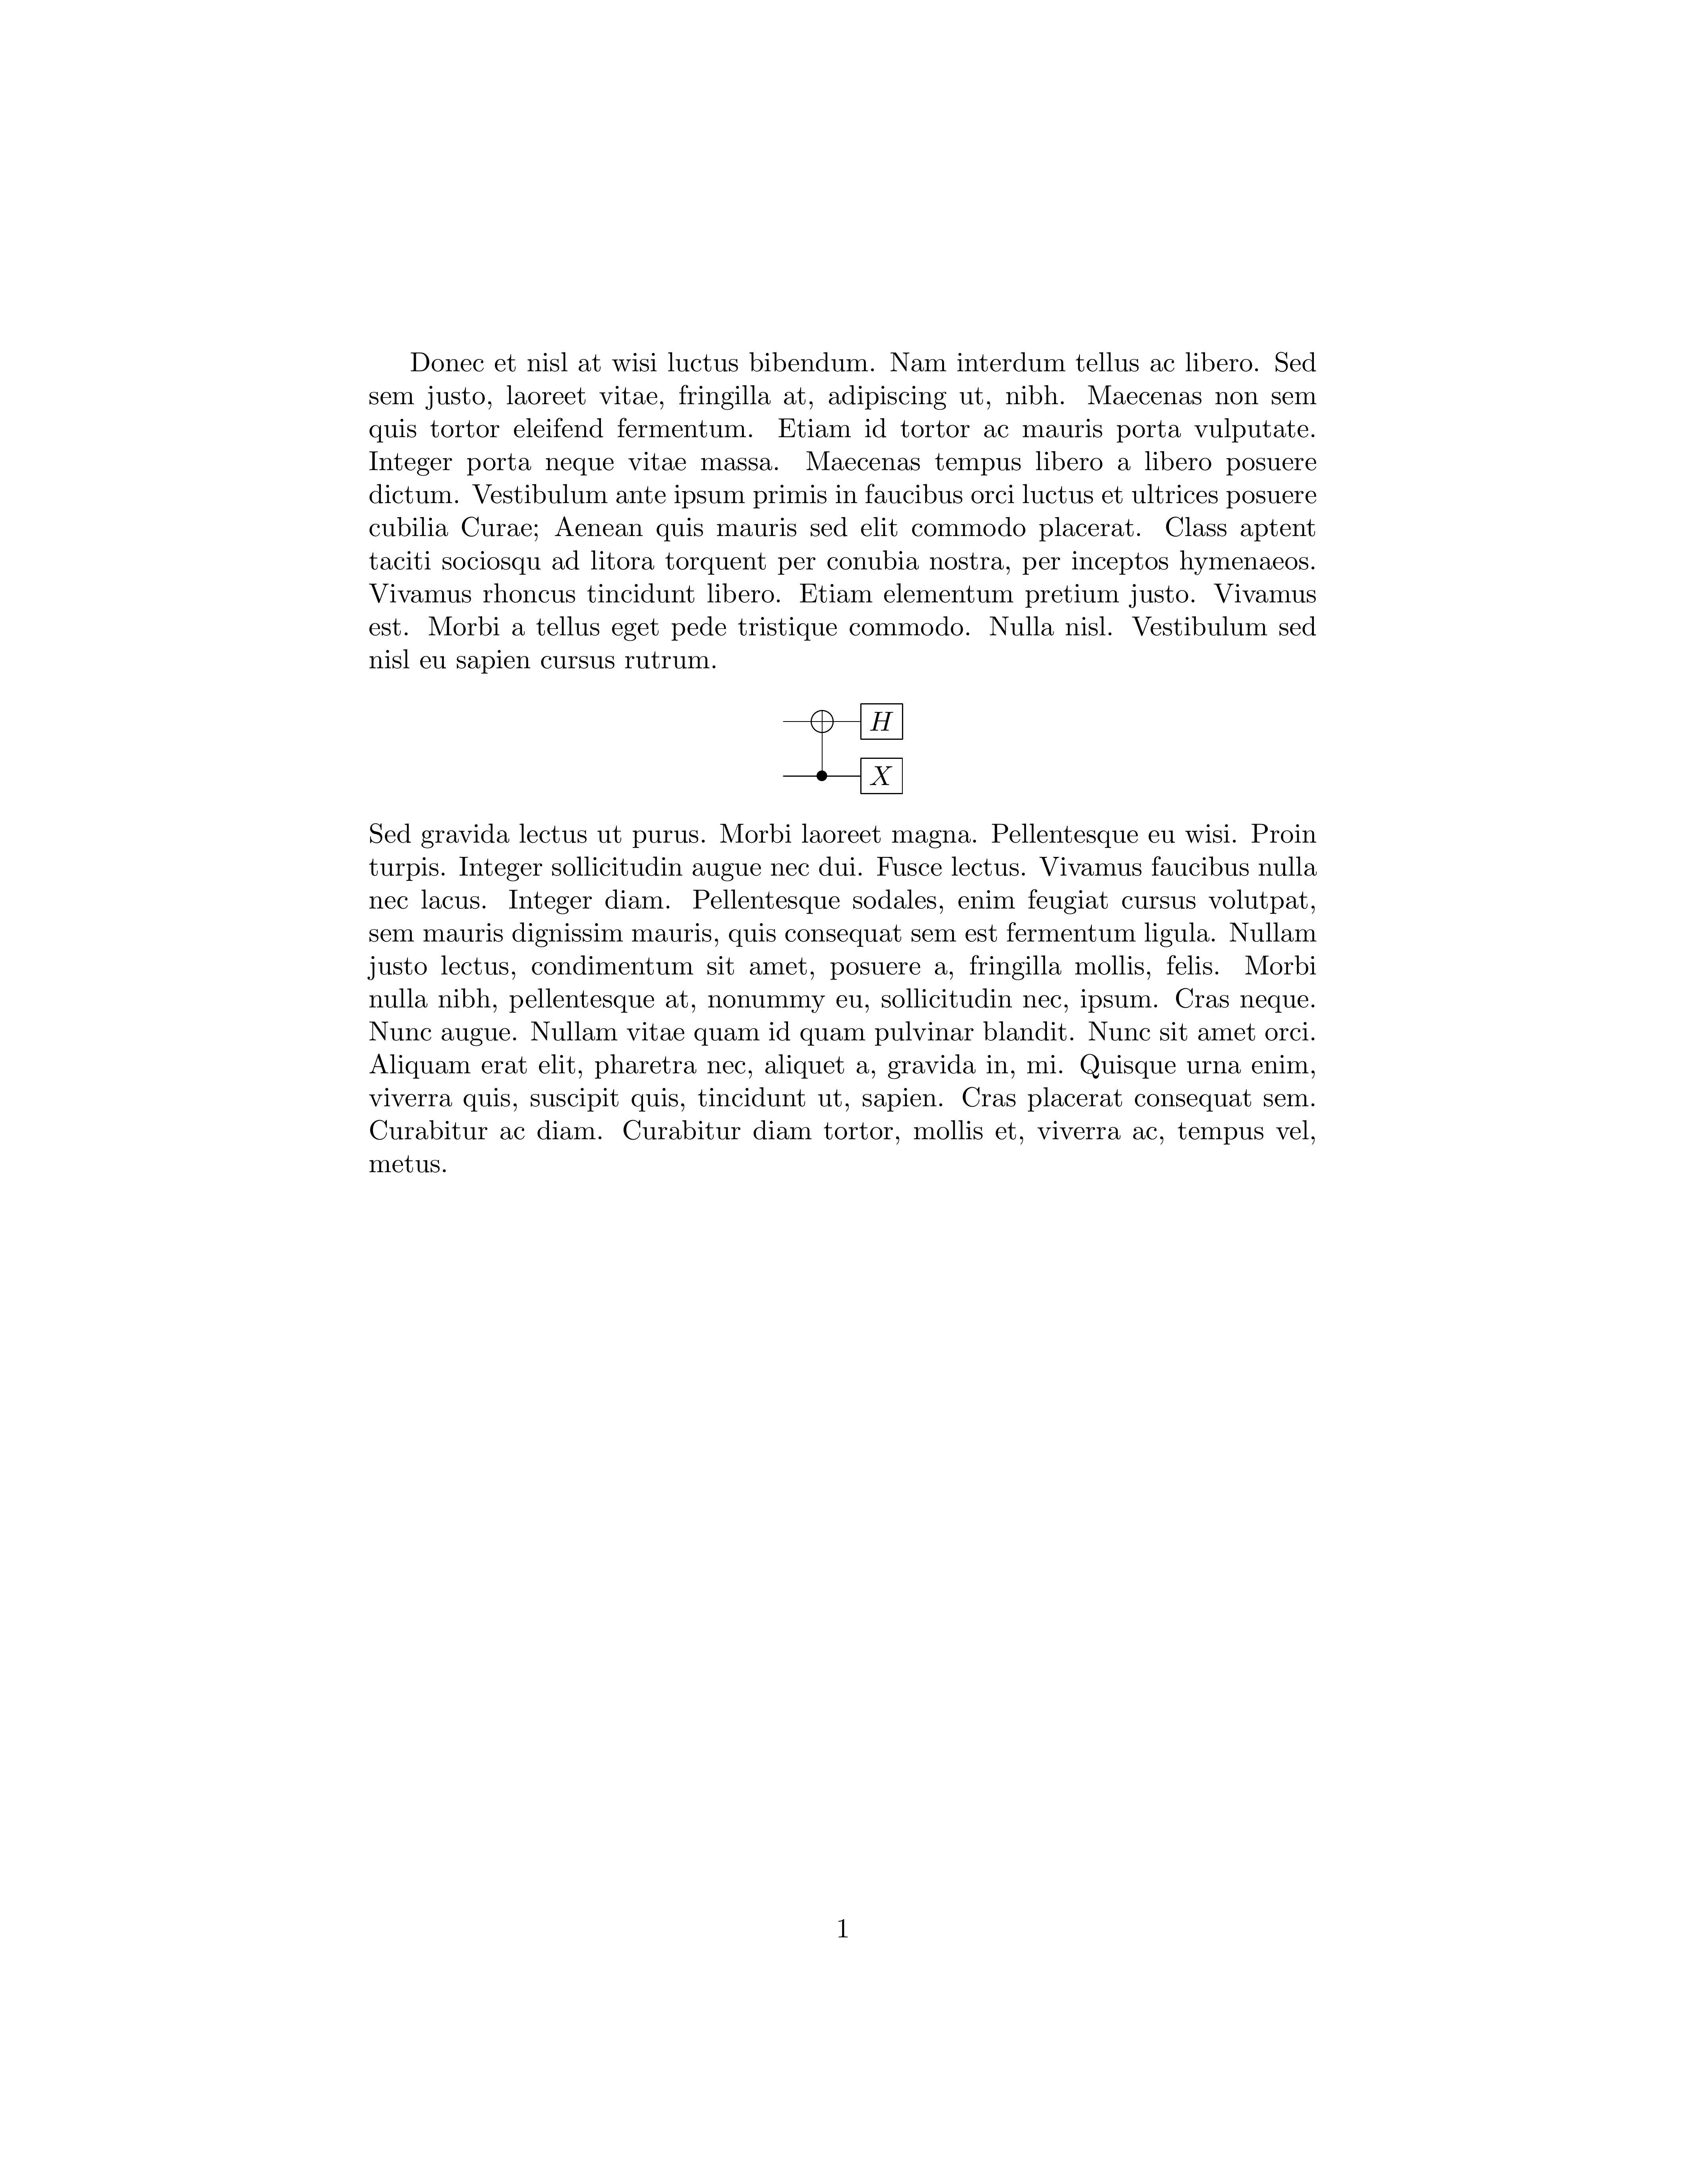 Donec et nisl at wisi luctus bibendum. Nam interdum tellus ac libero. Sed
sem justo, laoreet vitae, fringilla at, adipiscing ut, nibh. Maecenas non sem
quis tortor eleifend fermentum. Etiam id tortor ac mauris porta vulputate.
Integer porta neque vitae massa. Maecenas tempus libero a libero posuere
dictum. Vestibulum ante ipsum primis in faucibus orci luctus et ultrices posuere
cubilia Curae; Aenean quis mauris sed elit commodo placerat. Class aptent
taciti sociosqu ad litora torquent per conubia nostra, per inceptos hymenaeos.
Vivamus rhoncus tincidunt libero. Etiam elementum pretium justo. Vivamus
est. Morbi a tellus eget pede tristique commodo. Nulla nisl. Vestibulum sed
nisl eu sapien cursus rutrum.
H
X
Sed gravida lectus ut purus. Morbi laoreet magna. Pellentesque eu wisi. Proin
turpis. Integer sollicitudin augue nec dui. Fusce lectus. Vivamus faucibus nulla
nec lacus. Integer diam. Pellentesque sodales, enim feugiat cursus volutpat,
sem mauris dignissim mauris, quis consequat sem est fermentum ligula. Nullam
justo lectus, condimentum sit amet, posuere a, fringilla mollis, felis. Morbi
nulla nibh, pellentesque at, nonummy eu, sollicitudin nec, ipsum. Cras neque.
Nunc augue. Nullam vitae quam id quam pulvinar blandit. Nunc sit amet orci.
Aliquam erat elit, pharetra nec, aliquet a, gravida in, mi. Quisque urna enim,
viverra quis, suscipit quis, tincidunt ut, sapien. Cras placerat consequat sem.
Curabitur ac diam. Curabitur diam tortor, mollis et, viverra ac, tempus vel,
metus.
1